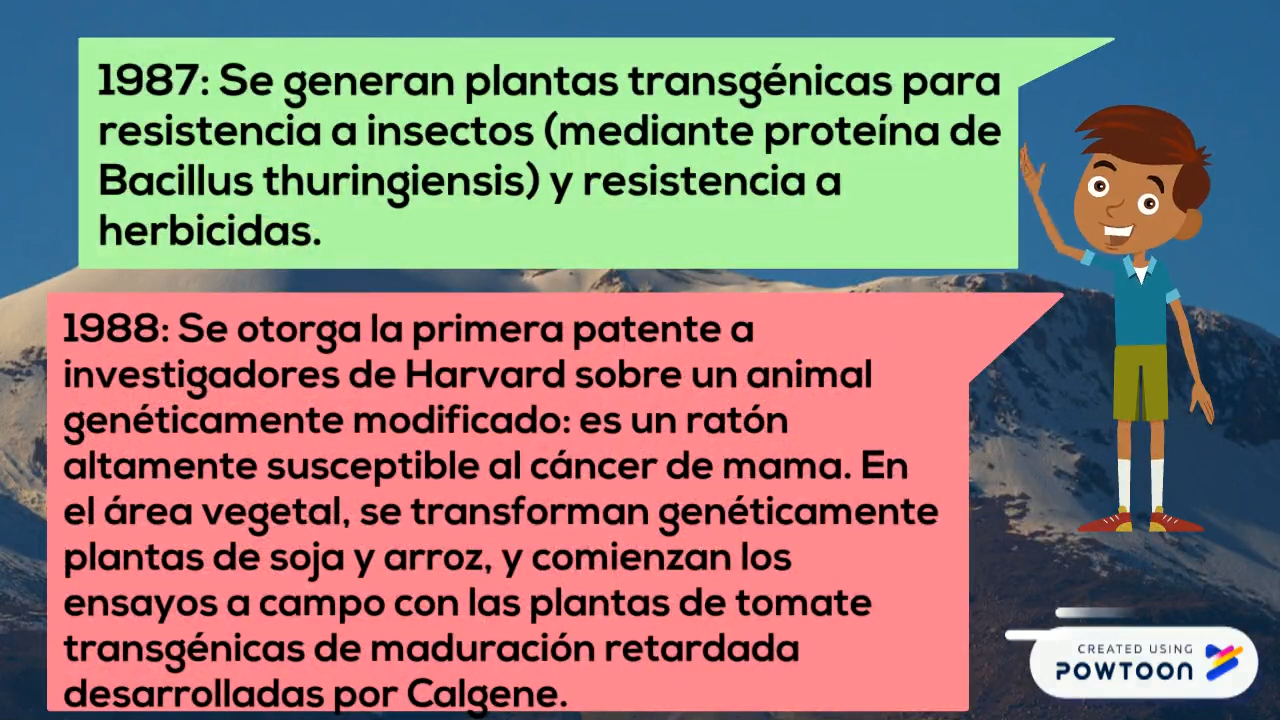 1987: Se generan plantas transgénicas para
resistencia a insectos (mediante proteína de
Bacillus thuringiensis) y resistencia a
herbicidas.
1988: Se otorga la primera patente a
investigadores de Harvard sobre un animal
genéticamente modificado: es un ratón
altamente susceptible al cáncer de mama. En
el área vegetal, se transforman genéticamente
plantas de soja y arroz, y comienzan los
ensayos a campo con las plantas de tomate
transgénicas de maduración retardada
desarrolladas por Calgene.
CREATED USING
POWTOON